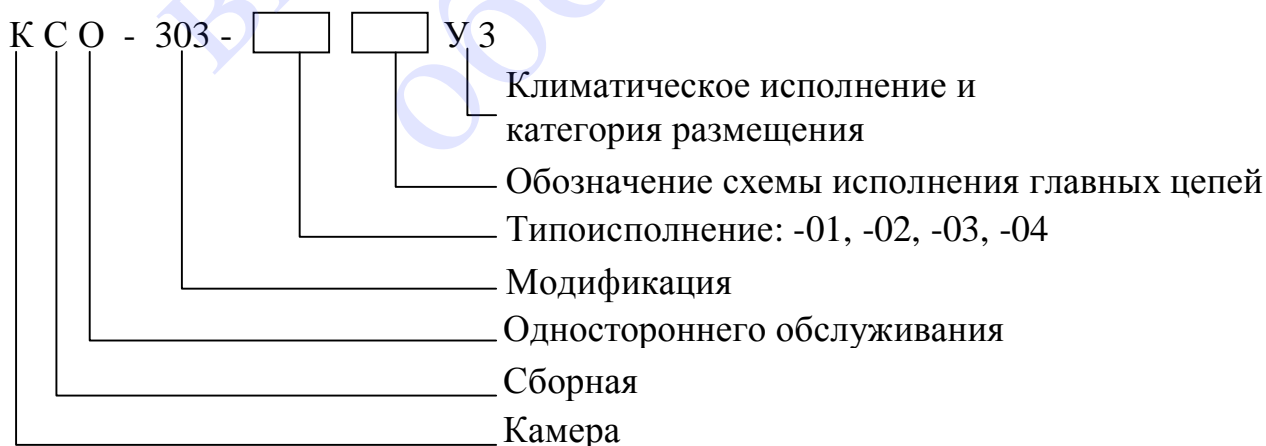 К С О - 303 - У 3
Климатическое исполнение и
категория размещения
Обозначение схемы исполнения главных цепей
Типоисполнение: -01, -02, -03, -04
Модификация
Одностороннего обслуживания
Сборная
Камера